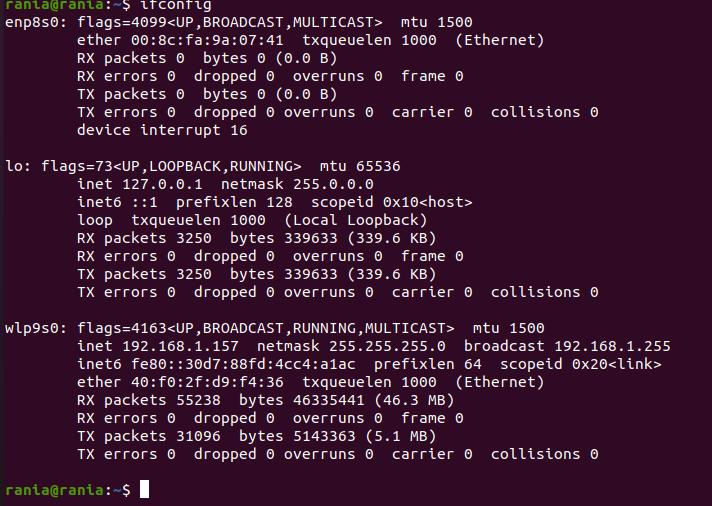 rania@rania:~$ ifconfig
enp8s0: flags=4099<UP,BROADCAST,MULTICAST>  mtu 1500
        ether 00:8c:fa:9a:07:41  txqueuelen 1000  (Ethernet)
        RX packets 0  bytes 0 (0.0 B)
        RX errors 0  dropped 0  overruns 0  frame 0
        TX packets 0  bytes 0 (0.0 B)
        TX errors 0  dropped 0 overruns 0  carrier 0  collisions 0
        device interrupt 16

lo: flags=73<UP,LOOPBACK,RUNNING>  mtu 65536
        inet 127.0.0.1  netmask 255.0.0.0
        inet6 ::1  prefixlen 128  scopeid 0x10<host>
        loop  txqueuelen 1000  (Local Loopback)
        RX packets 3250  bytes 339633 (339.6 KB)
        RX errors 0  dropped 0  overruns 0  frame 0
        TX packets 3250  bytes 339633 (339.6 KB)
        TX errors 0  dropped 0 overruns 0  carrier 0  collisions 0

wlp9s0: flags=4163<UP,BROADCAST,RUNNING,MULTICAST>  mtu 1500
        inet 192.168.1.157  netmask 255.255.255.0  broadcast 192.168.1.255
        inet6 fe80::30d7:88fd:4cc4:a1ac  prefixlen 64  scopeid 0x20<link>
        ether 40:f0:2f:d9:f4:36  txqueuelen 1000  (Ethernet)
        RX packets 55238  bytes 46335441 (46.3 MB)
        RX errors 0  dropped 0  overruns 0  frame 0
        TX packets 31096  bytes 5143363 (5.1 MB)
        TX errors 0  dropped 0 overruns 0  carrier 0  collisions 0

rania@rania:~$